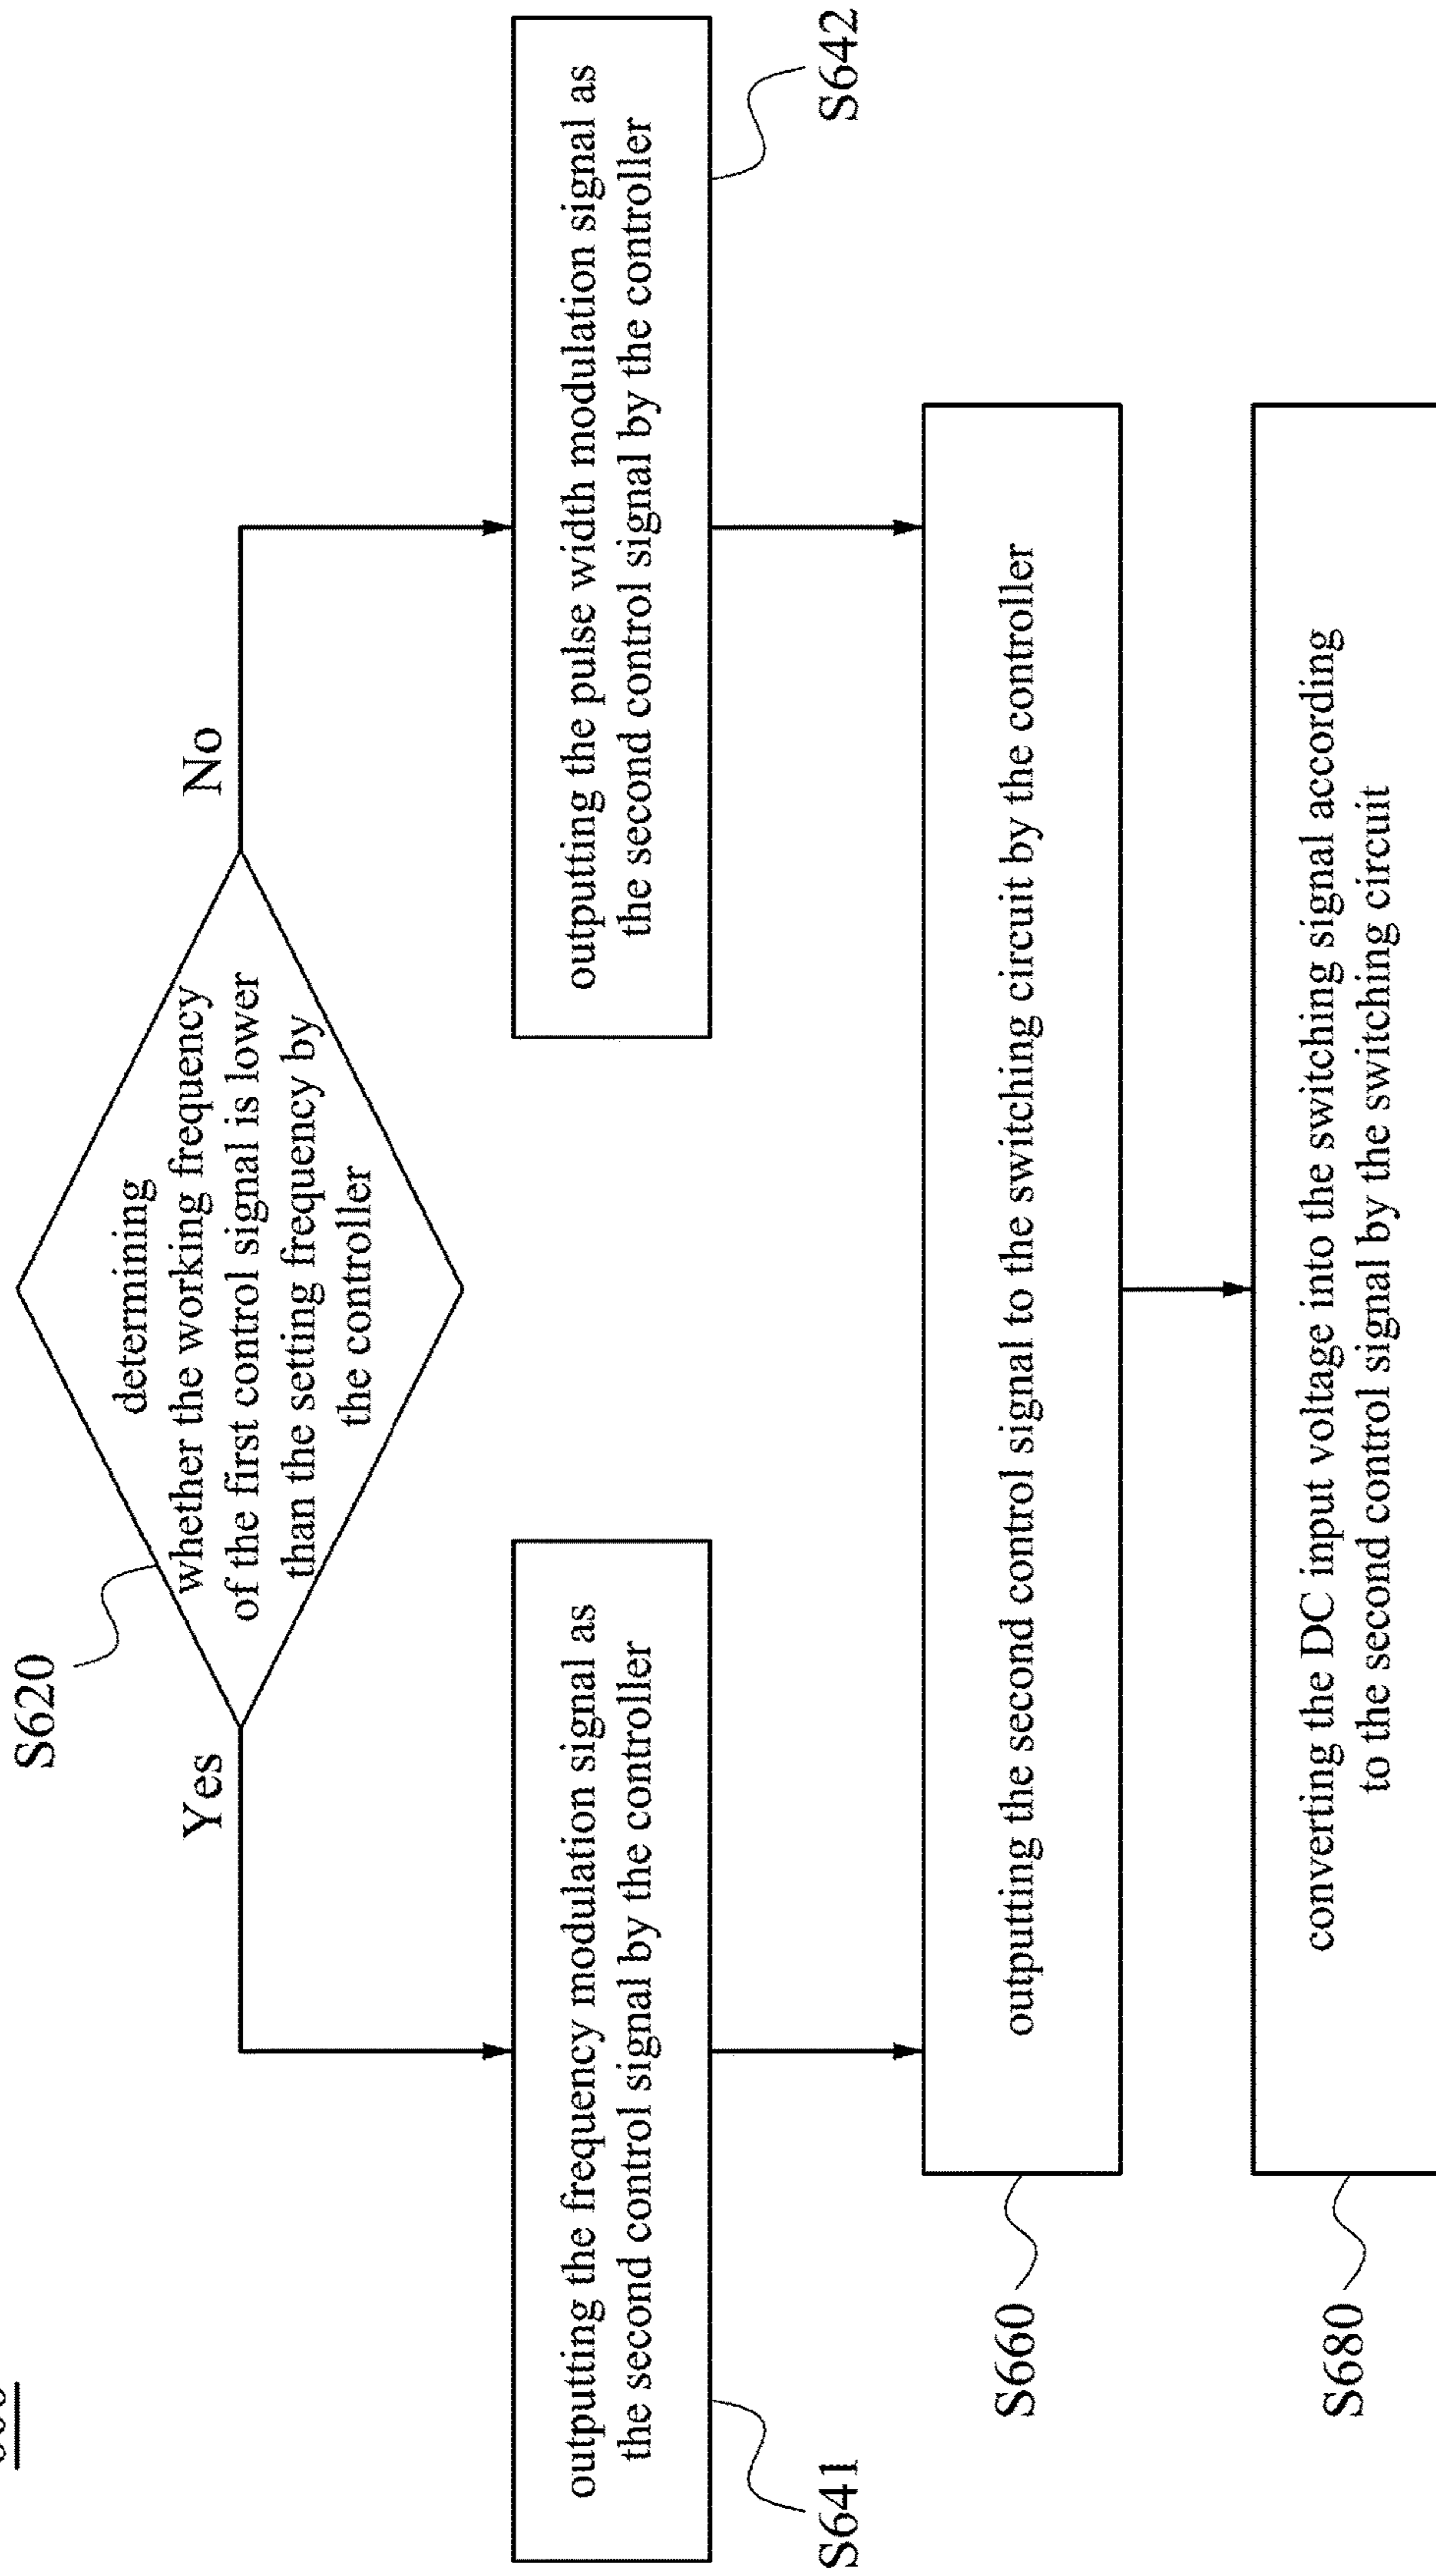 S620
determining
whether the working frequency
of the first control signal is lower
than the setting frequency by
the controller
Yes
No
outputting the frequency modulation signal as
the second control signal by the controller
S641
outputting the pulse width modulation signal as
the second control signal by the controller
S642
outputting the second control signal to the switching circuit by the controller
S660
converting the DC input voltage into the switching signal according
to the second control signal by the switching circuit
S680